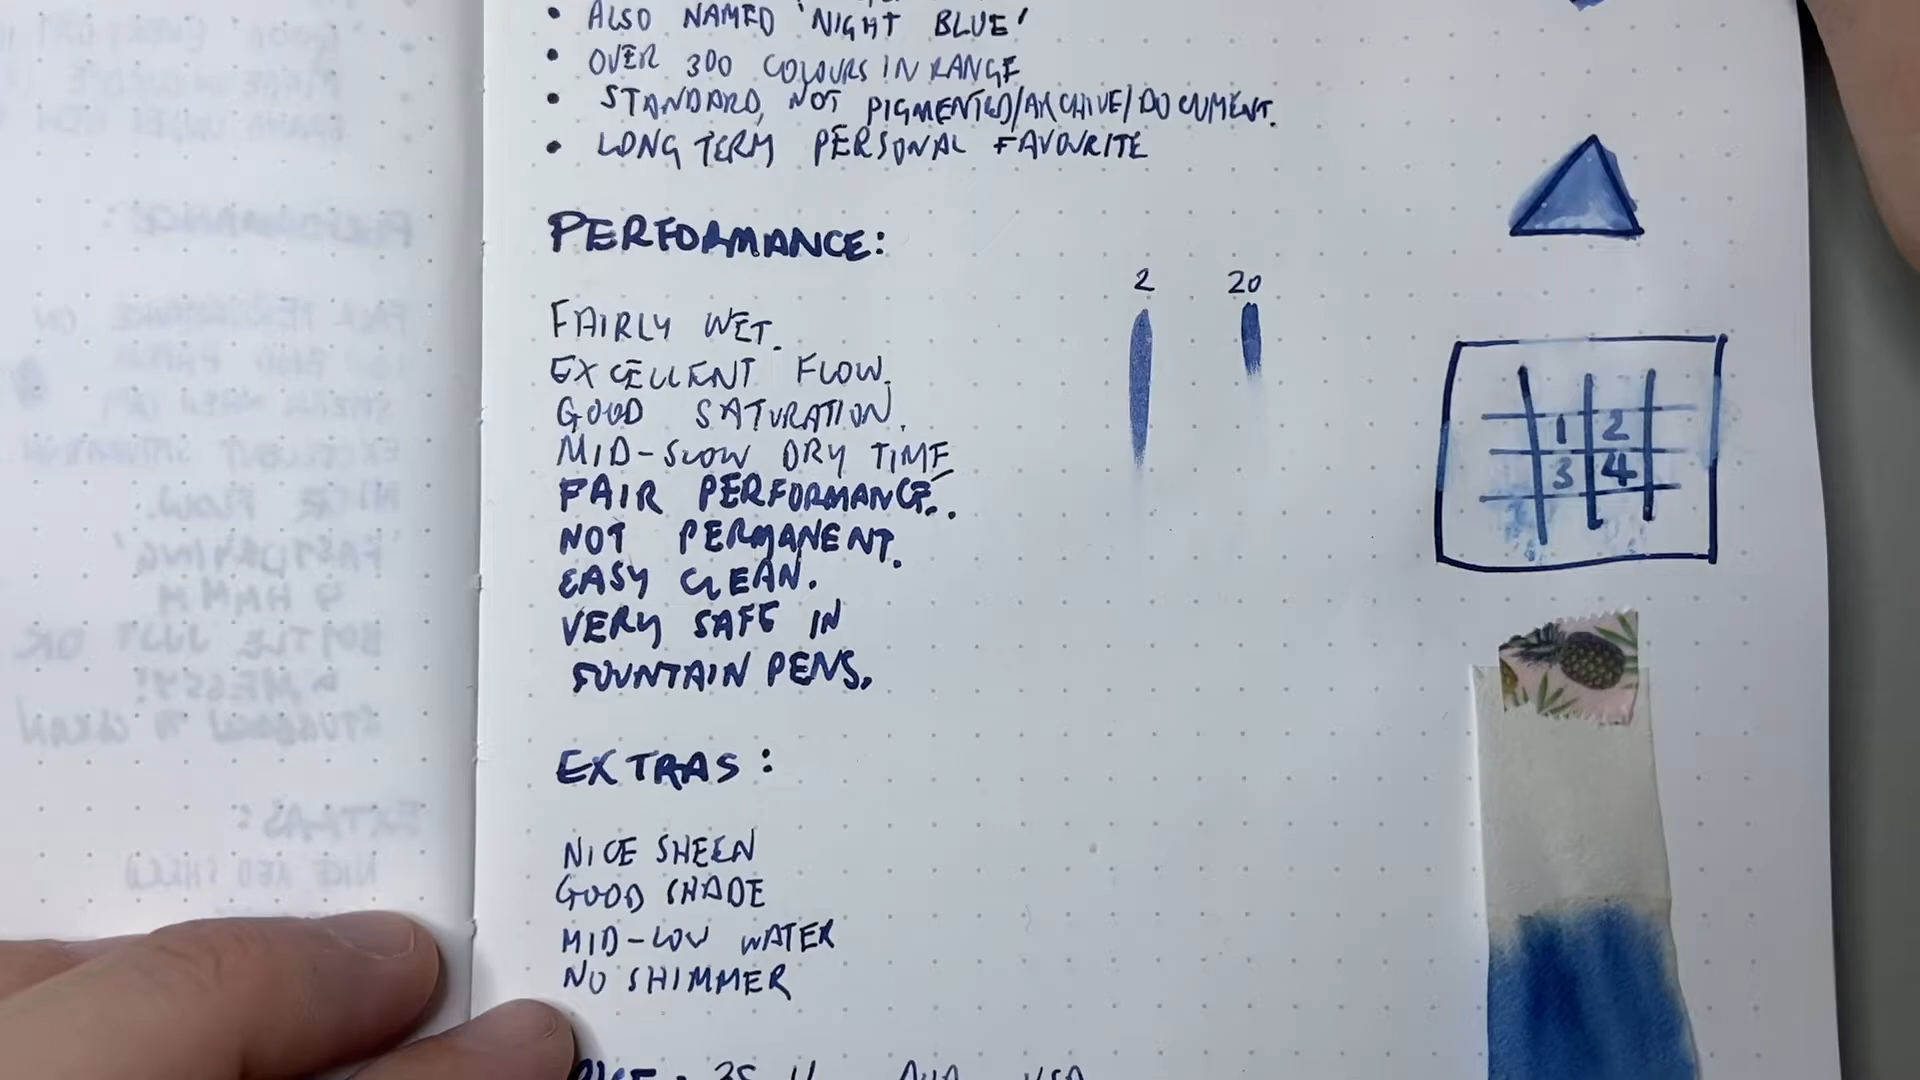 • ALSO NAMED 'NIGHT BLUE'
• OVER 300 COLOURS IN RANGE
• STANDARD, NOT PIGMENTED/ARCHIVE/DOCUMENT.
• LONG TERM PERSONAL FAVOURITE
PERFORMANCE:
2 20
FAIRLY WET.
EXCELLENT FLOW.
GOOD SATURATION.
MID-SLOW DRY TIME
FAIR PERFORMANCE..
NOT PERMANENT.
EASY CLEAN.
VERY SAFE IN
FOUNTAIN PENS.
1 2
3 4
EXTRAS:
NICE SHEEN
GOOD SHADE
MID-LOW WATER
NO SHIMMER